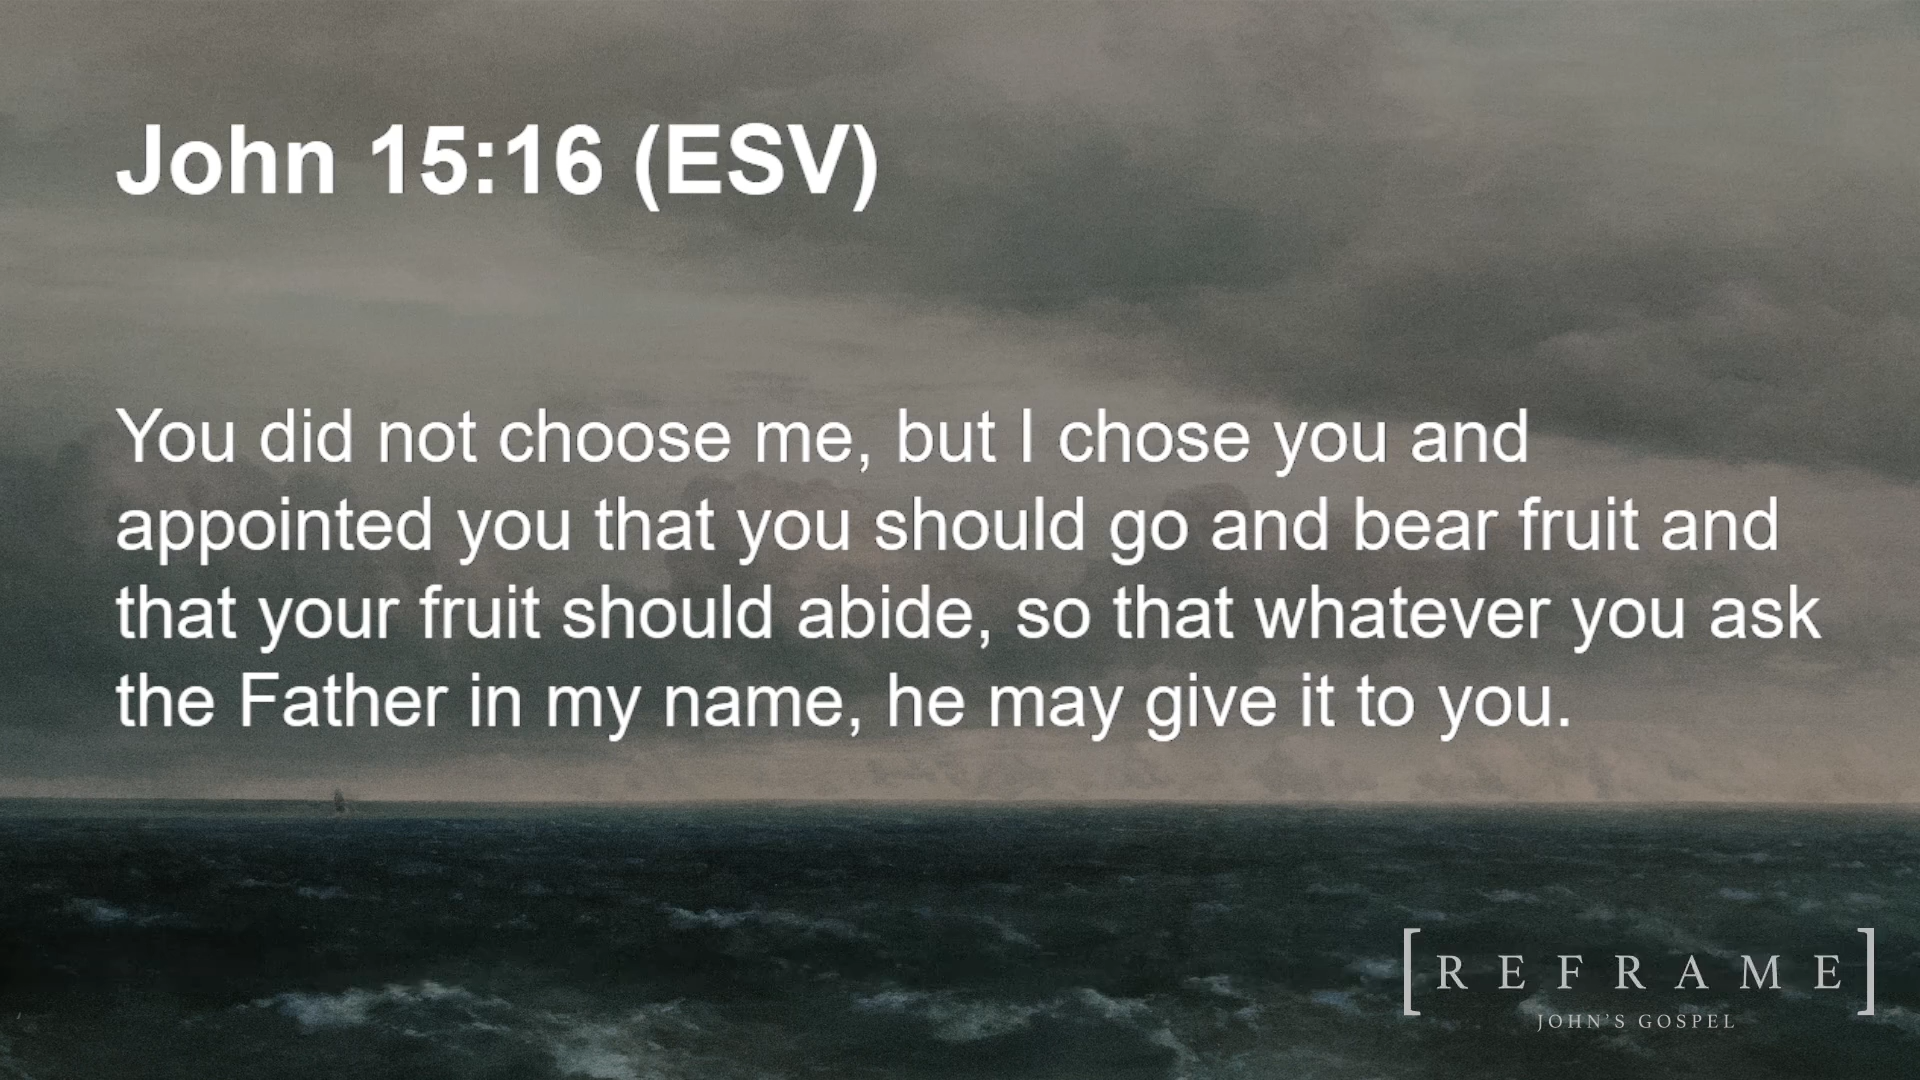 John 15:16 (ESV)
You did not choose me, but I chose you and
appointed you that you should go and bear fruit and
that your fruit should abide, so that whatever you ask
the Father in my name, he may give it to you.
[REFRAME]
JOHN'S GOSPEL